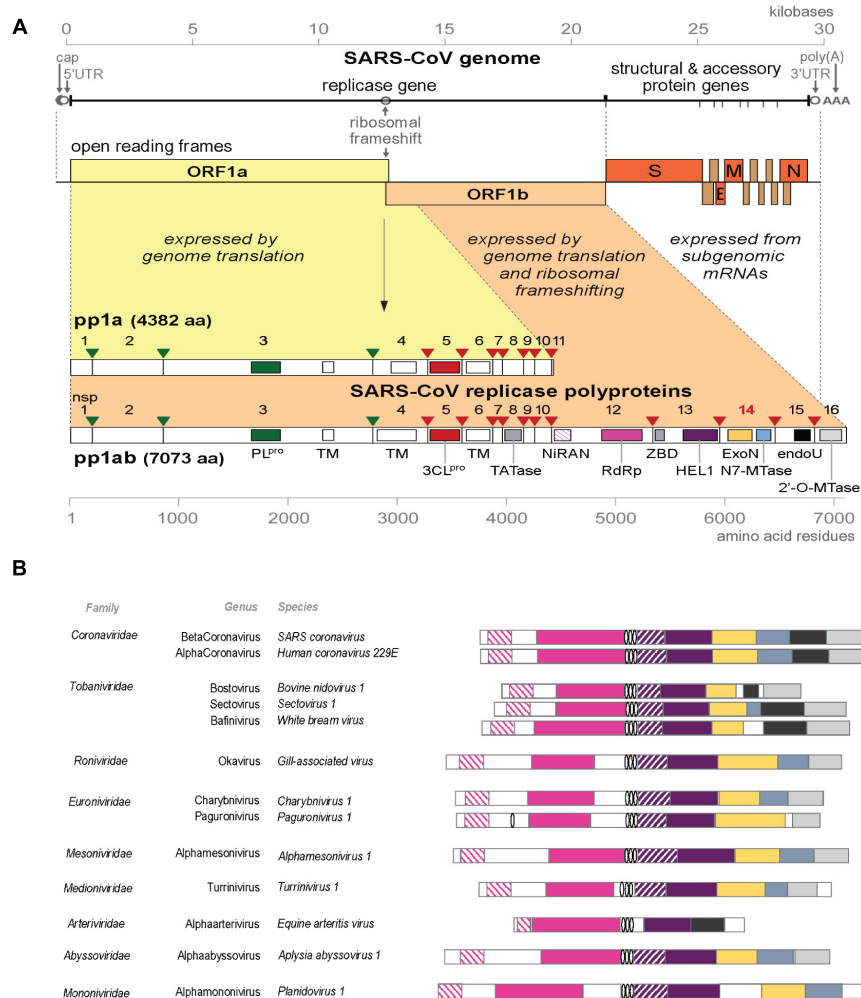 A
kilobases
0 5 10 15 20 25 30
cap
5'UTR
SARS-CoV genome
structural & accessory
protein genes
poly(A)
3'UTR
replicase gene
AAA
ribosomal
frameshift
open reading frames
ORF1a
S
M
N
ORF1b
E
expressed by
genome translation
expressed by
genome translation
and ribosomal
frameshifting
expressed from
subgenomic
mRNAs
pp1a (4382 aa)
1 2 3 4 5 6 7 8 9 10 11
SARS-CoV replicase polyproteins
nsp
1 2 3 4 5 6 7 8 9 10 12 13 14 15 16
pp1ab (7073 aa)
PLpro TM TM TM NiRAN ZBD ExoN endoU
3CLpro TATase RdRp HEL1 N7-MTase
2'-O-MTase
1 1000 2000 3000 4000 5000 6000 7000
amino acid residues
B
Family Genus Species
Coronaviridae BetaCoronavirus SARS coronavirus
AlphaCoronavirus Human coronavirus 229E
Tobaniviridae Bostovirus Bovine nidovirus 1
Sectovirus Sectovirus 1
Bafinivirus White bream virus
Roniviridae Okavirus Gill-associated virus
Euroniviridae Charybnivirus Charybnivirus 1
Paguronivirus Paguronivirus 1
Mesoniviridae Alphamesonivirus Alphamesonivirus 1
Medioniviridae Turrinivirus Turrinivirus 1
Arteriviridae Alphaarterivirus Equine arteritis virus
Abyssoviridae Alphaabyssovirus Aplysia abyssovirus 1
Mononiviridae Alphamononivirus Planidovirus 1